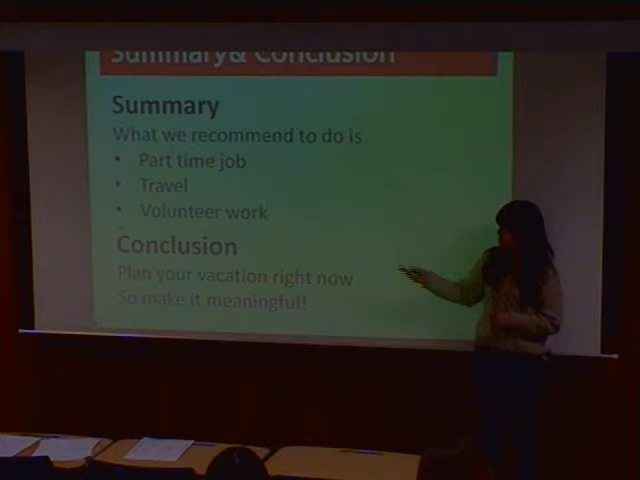 Summary& Conclusion
Summary
What we recommend to do is
• Part time job
• Travel
• Volunteer work
Conclusion
Plan your vacation right now
So make it meaningful!